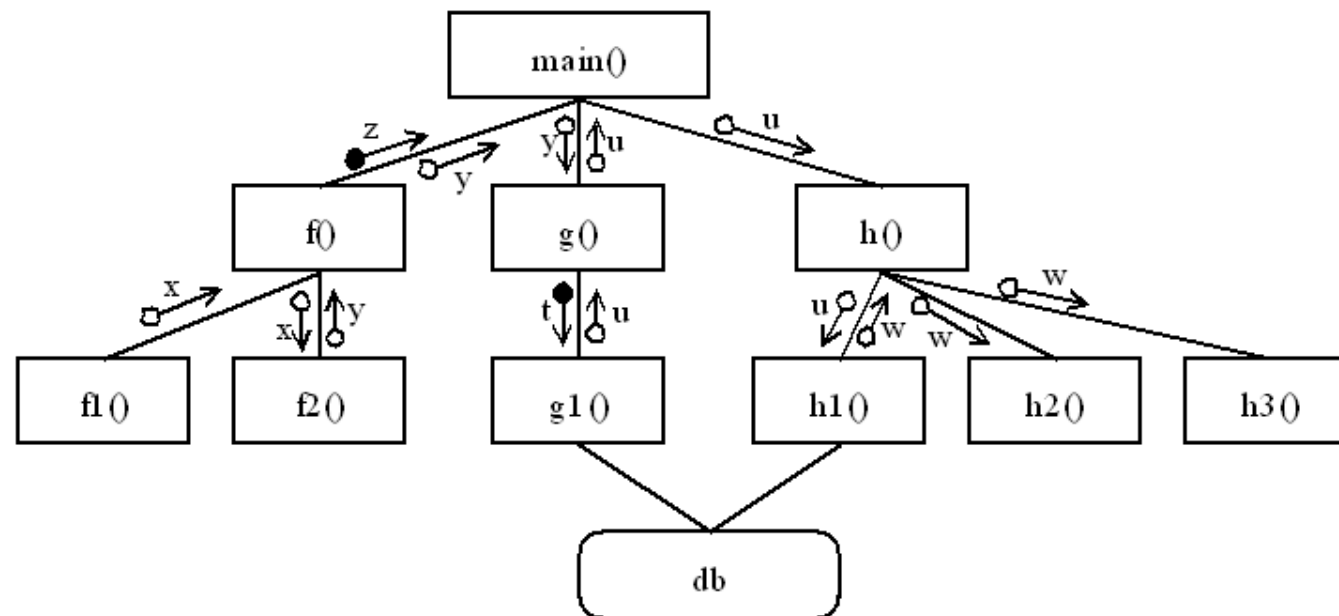 main()
z
y
y
u
u
f()
g()
h()
x
x
y
t
u
u
w
w
w
f1()
f2()
g1()
h1()
h2()
h3()
db